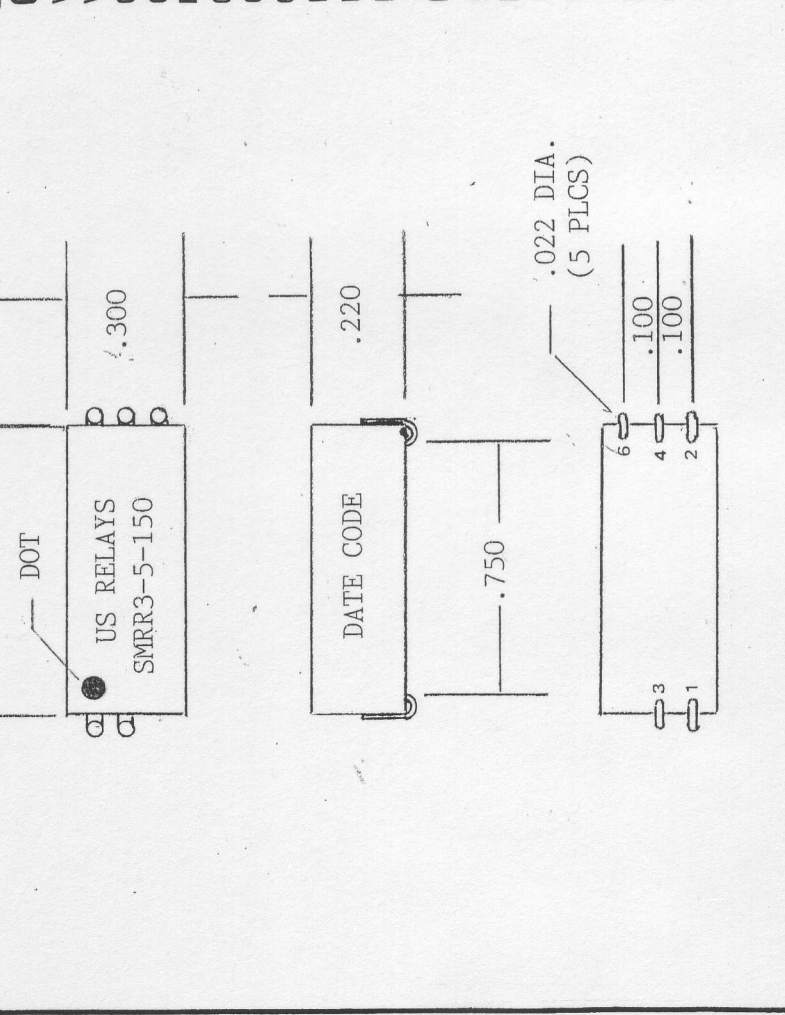 .300
DOT
US RELAYS
SMRR3-5-150
.220
DATE CODE
.750
.022 DIA.
(5 PLCS)
.100
.100
6
4
2
3
1